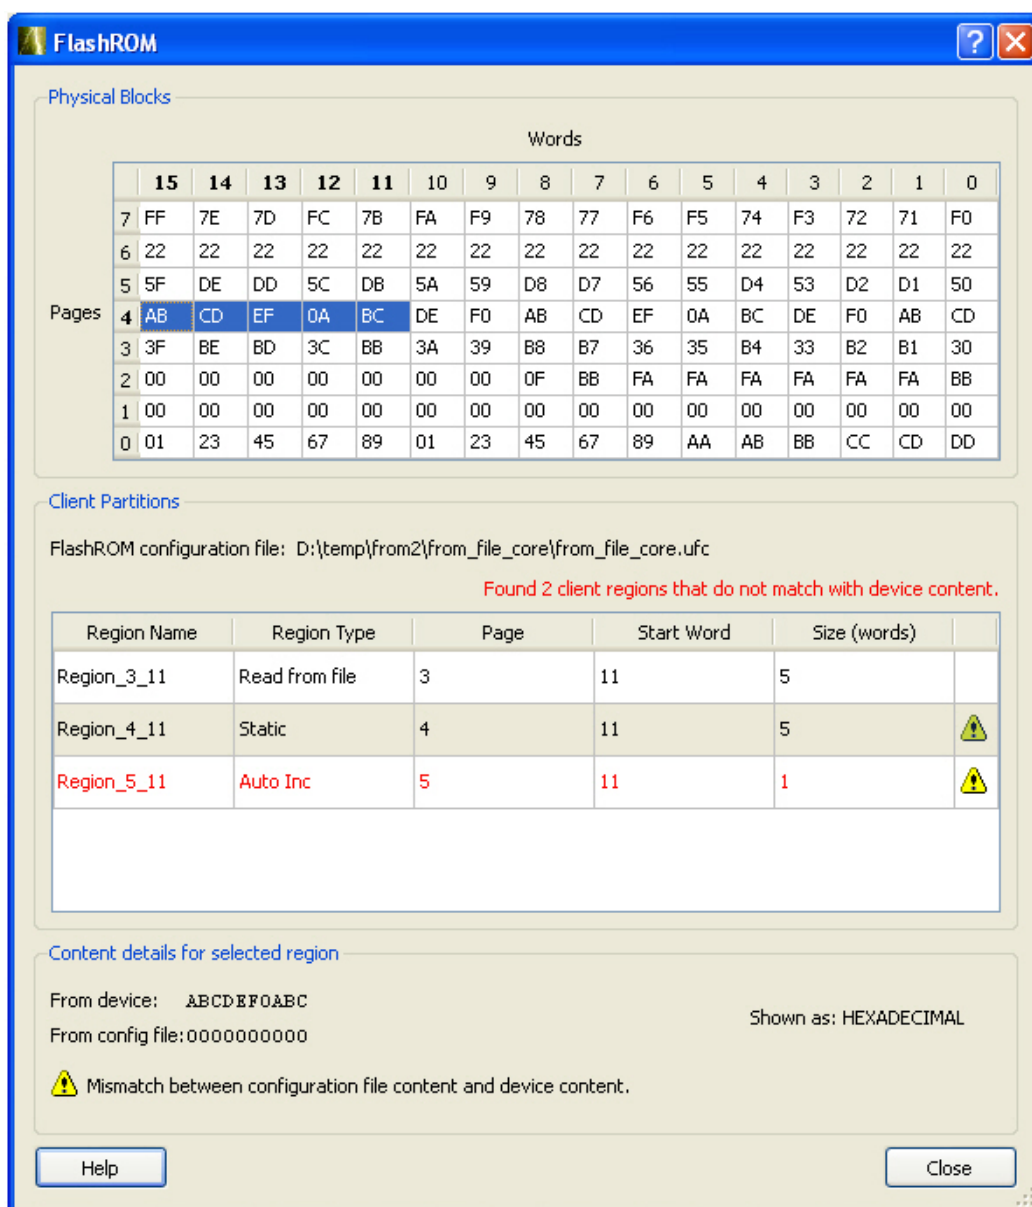 FlashROM
Physical Blocks
Words
15 14 13 12 11 10 9 8 7 6 5 4 3 2 1 0
7 FF 7E 7D FC 7B FA F9 78 77 F6 F5 74 F3 72 71 F0
6 22 22 22 22 22 22 22 22 22 22 22 22 22 22 22 22
5 5F DE DD 5C DB 5A 59 D8 D7 56 55 D4 53 D2 D1 50
Pages 4 AB CD EF 0A BC DE F0 AB CD EF 0A BC DE F0 AB CD
3 3F BE BD 3C BB 3A 39 B8 B7 36 35 B4 33 B2 B1 30
2 00 00 00 00 00 00 00 0F BB FA FA FA FA FA FA BB
1 00 00 00 00 00 00 00 00 00 00 00 00 00 00 00 00
0 01 23 45 67 89 01 23 45 67 89 AA AB BB CC CD DD
Client Partitions
FlashROM configuration file: D:\temp\from2\from_file_core\from_file_core.ufc
Found 2 client regions that do not match with device content.
Region Name Region Type Page Start Word Size (words)
Region_3_11 Read from file 3 11 5
Region_4_11 Static 4 11 5
Region_5_11 Auto Inc 5 11 1
Content details for selected region
From device: ABCDEF0ABC
From config file: 0000000000
Shown as: HEXADECIMAL
Mismatch between configuration file content and device content.
Help Close